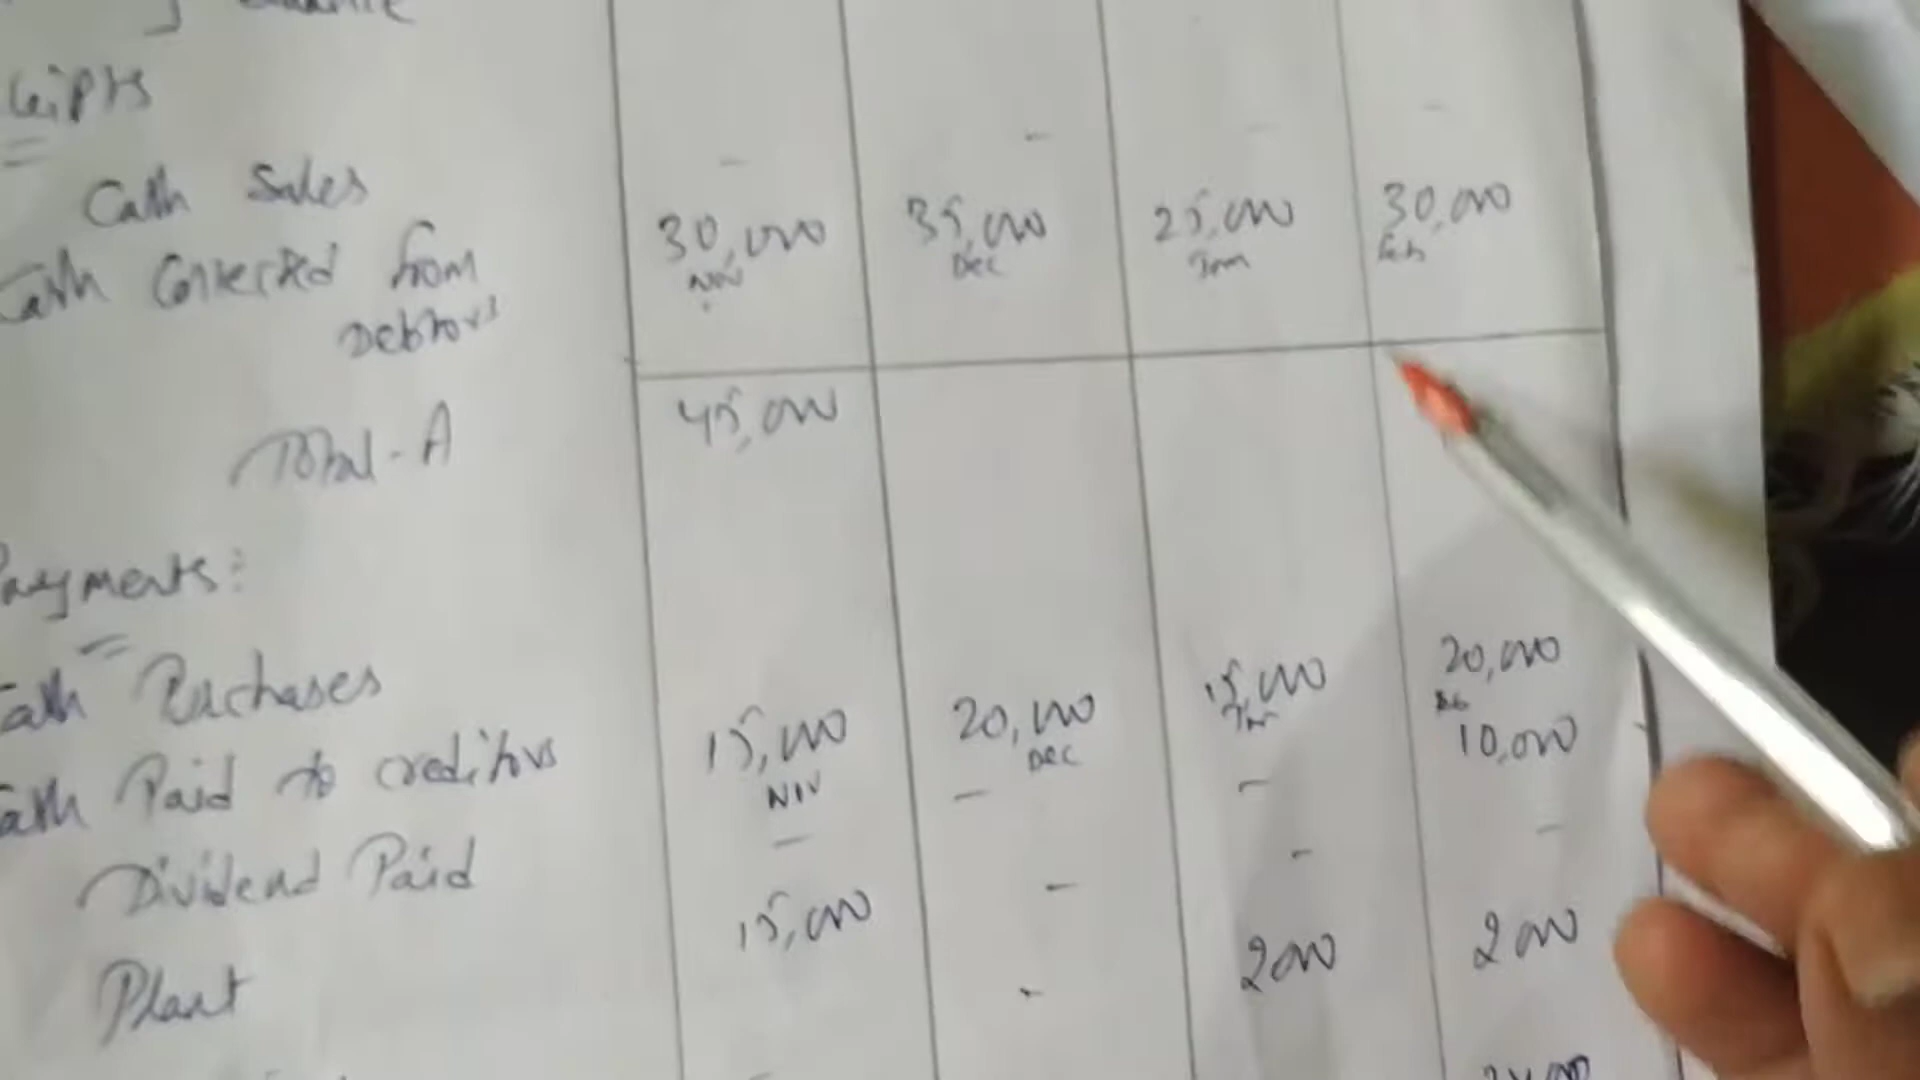 Receipts
Cash Sales - - - -
Cash Collected from 30,000 35,000 25,000 30,000
Debtors Nov Dec Jan Feb
Total - A 45,000
Payments:
Cash Purchases
Cash Paid to creditors 15,000 20,000 15,000 20,000
Nov Dec Jan
Dividend Paid - - - 10,000
Plant 15,000 - - -
- 2000 2000